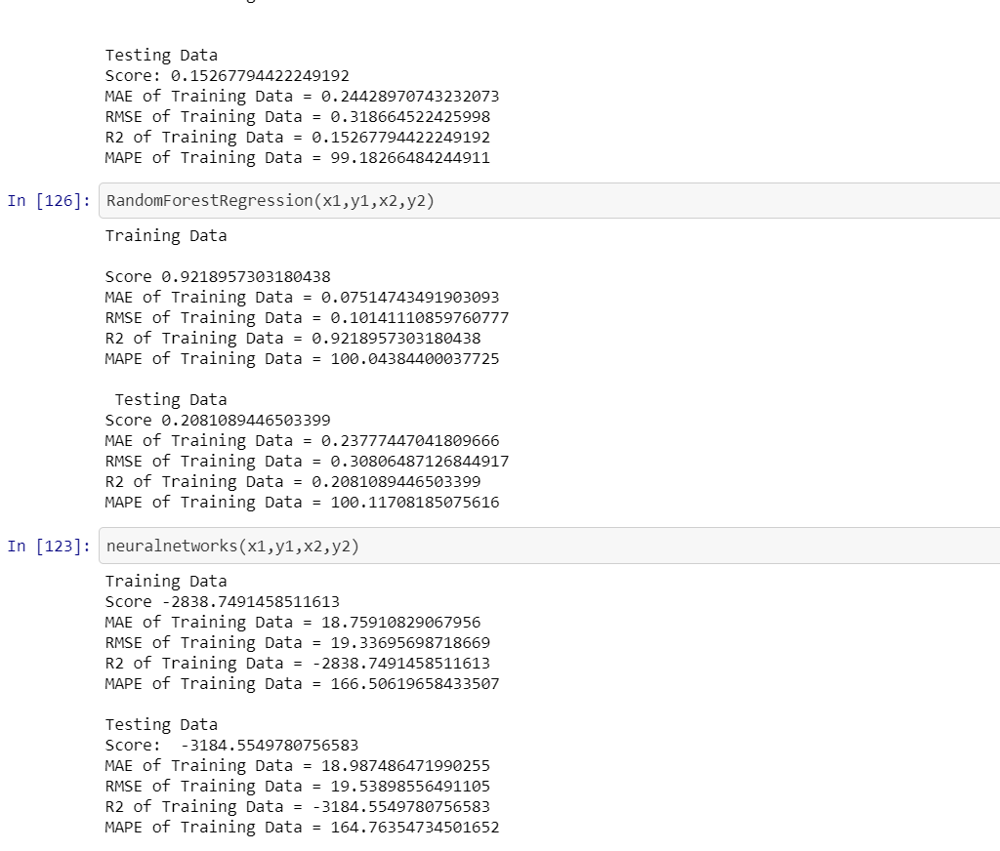 Testing Data
Score: 0.15267794422249192
MAE of Training Data = 0.24428970743232073
RMSE of Training Data = 0.318664522425998
R2 of Training Data = 0.15267794422249192
MAPE of Training Data = 99.18266484244911
In [126]: RandomForestRegression(x1,y1,x2,y2)
Training Data
Score 0.9218957303180438
MAE of Training Data = 0.07514743491903093
RMSE of Training Data = 0.10141110859760777
R2 of Training Data = 0.9218957303180438
MAPE of Training Data = 100.04384400037725
Testing Data
Score 0.2081089446503399
MAE of Training Data = 0.23777447041809666
RMSE of Training Data = 0.30806487126844917
R2 of Training Data = 0.2081089446503399
MAPE of Training Data = 100.11708185075616
In [123]: neuralnetworks(x1,y1,x2,y2)
Training Data
Score -2838.7491458511613
MAE of Training Data = 18.75910829067956
RMSE of Training Data = 19.33695698718669
R2 of Training Data = -2838.7491458511613
MAPE of Training Data = 166.50619658433507
Testing Data
Score:  -3184.5549780756583
MAE of Training Data = 18.987486471990255
RMSE of Training Data = 19.53898556491105
R2 of Training Data = -3184.5549780756583
MAPE of Training Data = 164.76354734501652